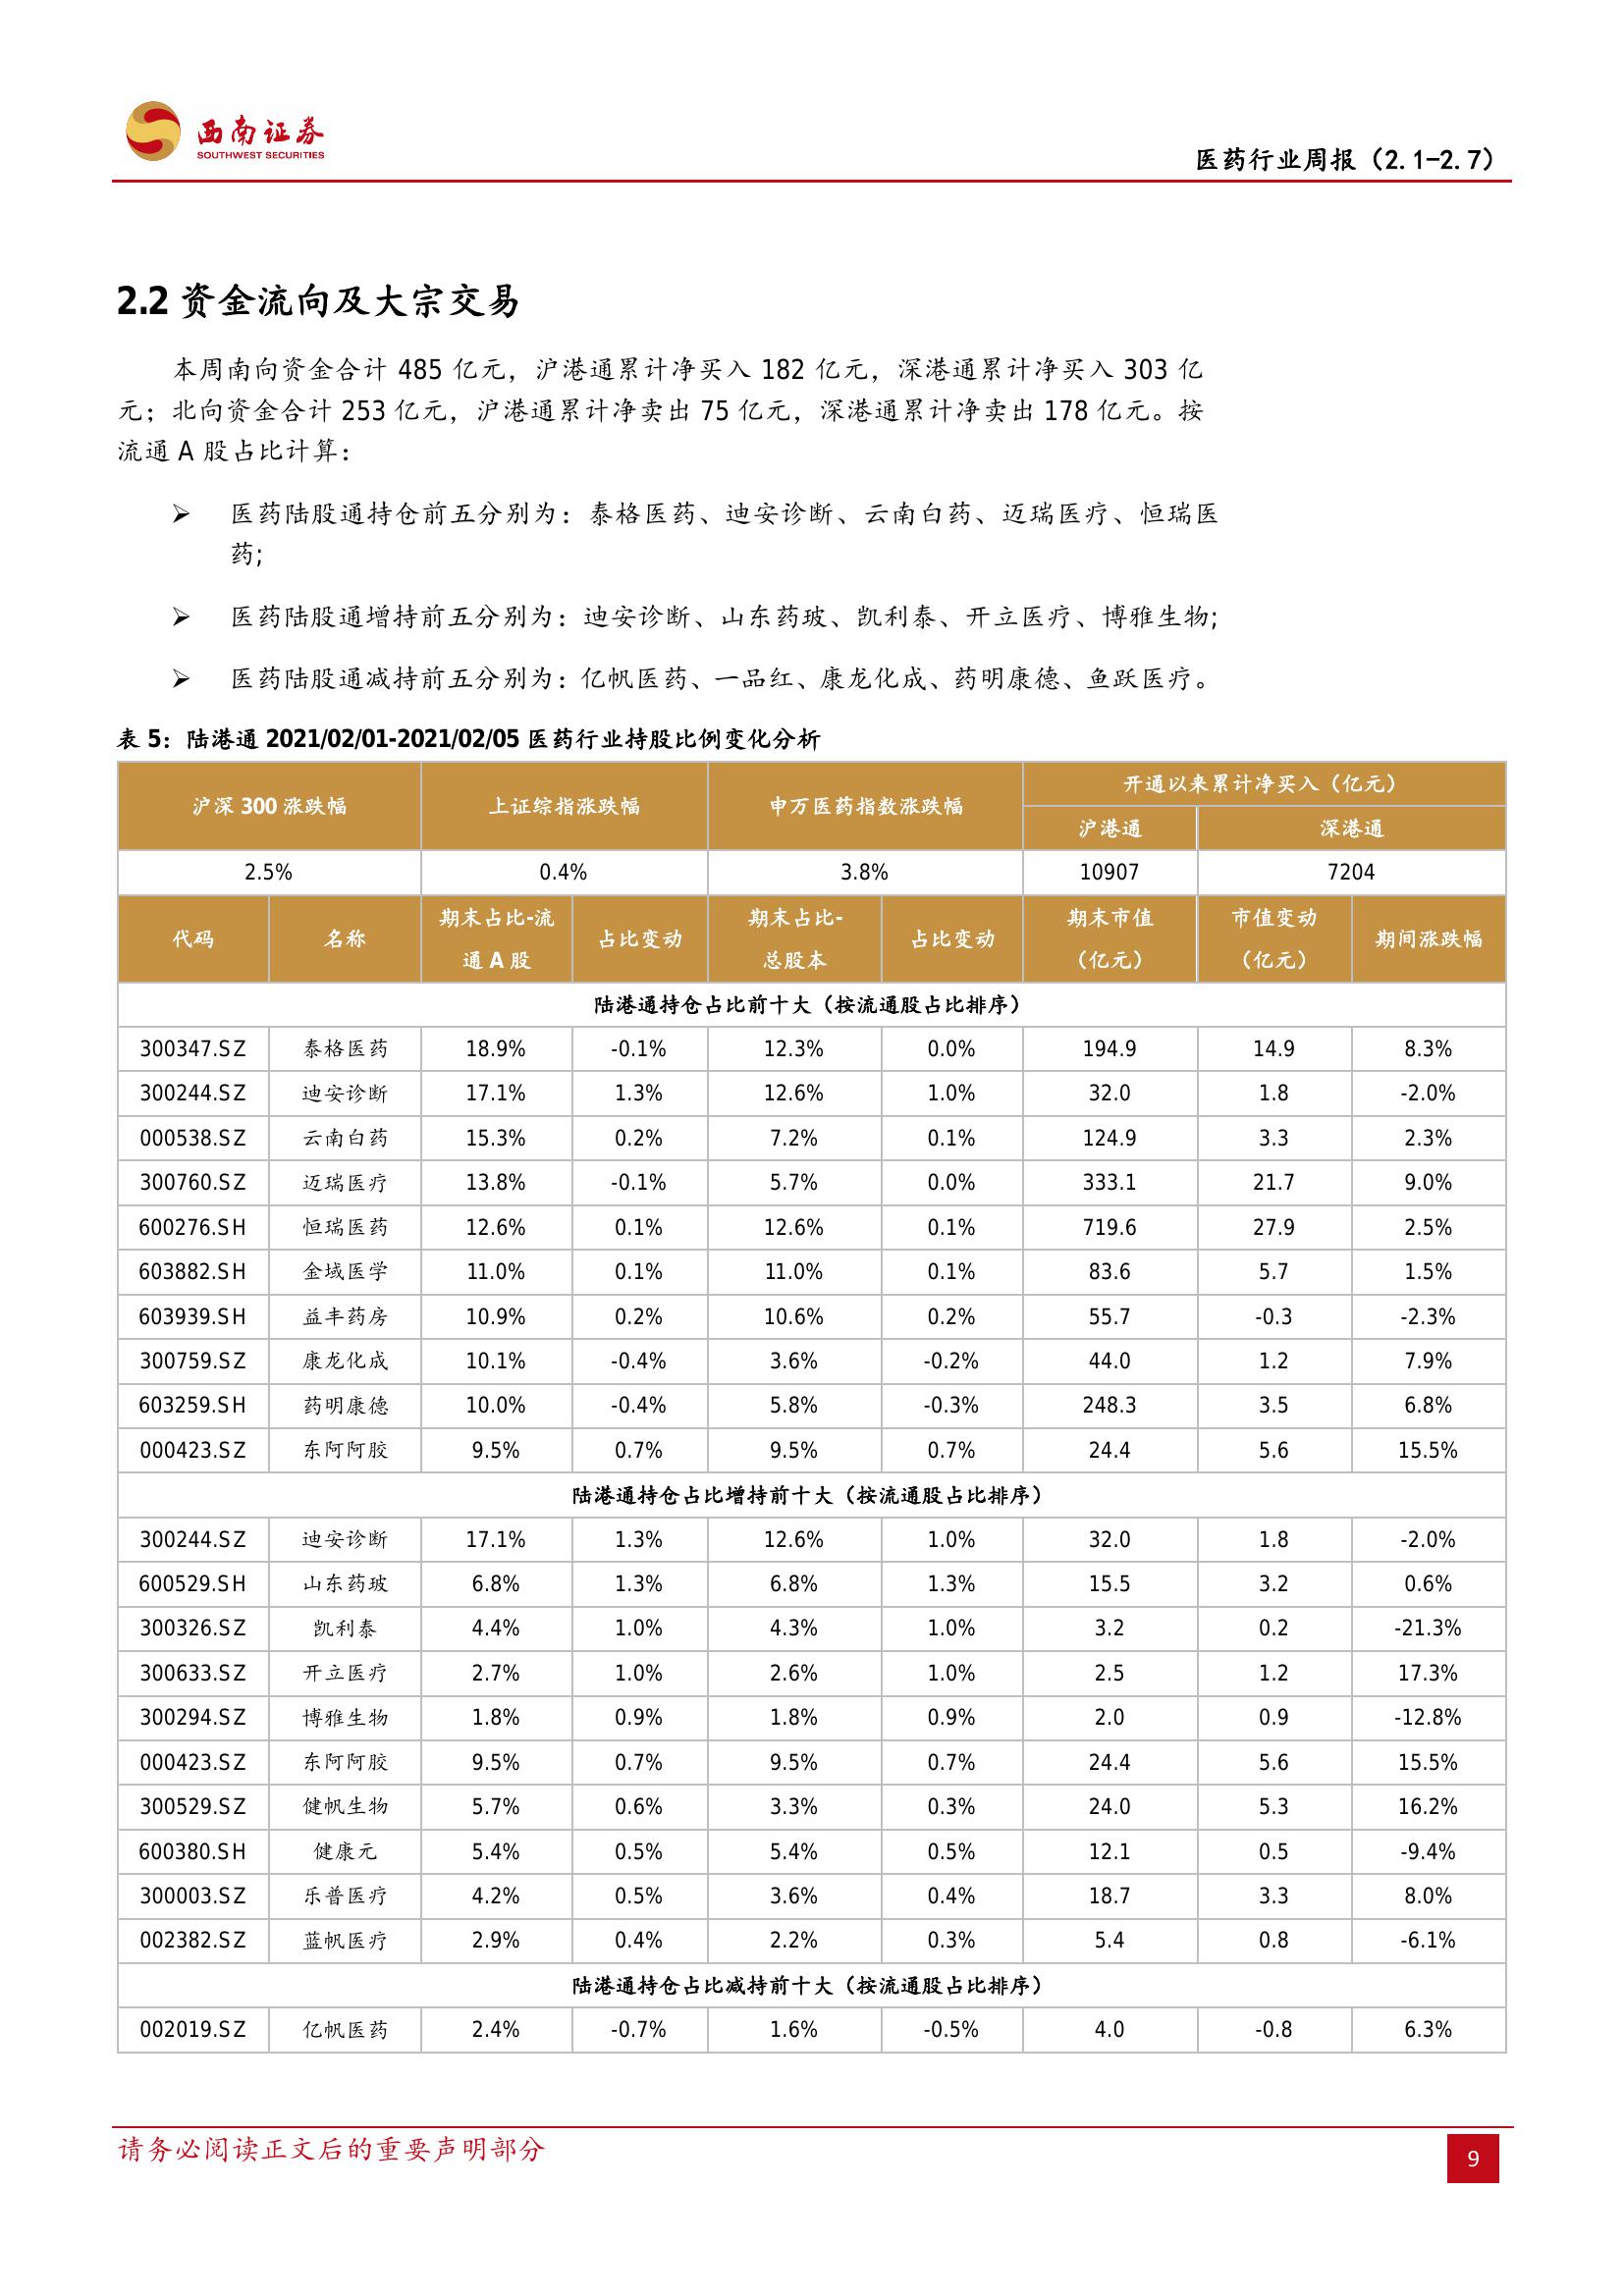 西南证券
SOUTHWEST SECURITIES
医药行业周报（2.1-2.7）
2.2 资金流向及大宗交易
本周南向资金合计 485 亿元，沪港通累计净买入 182 亿元，深港通累计净买入 303 亿
元；北向资金合计 253 亿元，沪港通累计净卖出 75 亿元，深港通累计净卖出 178 亿元。按
流通 A 股占比计算：
➢ 医药陆股通持仓前五分别为：泰格医药、迪安诊断、云南白药、迈瑞医疗、恒瑞医
药;
➢ 医药陆股通增持前五分别为：迪安诊断、山东药玻、凯利泰、开立医疗、博雅生物;
➢ 医药陆股通减持前五分别为：亿帆医药、一品红、康龙化成、药明康德、鱼跃医疗。
表 5：陆港通 2021/02/01-2021/02/05 医药行业持股比例变化分析
沪深 300 涨跌幅 上证综指涨跌幅 申万医药指数涨跌幅 开通以来累计净买入（亿元）
沪港通 深港通
2.5% 0.4% 3.8% 10907 7204
代码 名称 期末占比-流通 A 股 占比变动 期末占比-总股本 占比变动 期末市值（亿元） 市值变动（亿元） 期间涨跌幅
陆港通持仓占比前十大（按流通股占比排序）
300347.SZ 泰格医药 18.9% -0.1% 12.3% 0.0% 194.9 14.9 8.3%
300244.SZ 迪安诊断 17.1% 1.3% 12.6% 1.0% 32.0 1.8 -2.0%
000538.SZ 云南白药 15.3% 0.2% 7.2% 0.1% 124.9 3.3 2.3%
300760.SZ 迈瑞医疗 13.8% -0.1% 5.7% 0.0% 333.1 21.7 9.0%
600276.SH 恒瑞医药 12.6% 0.1% 12.6% 0.1% 719.6 27.9 2.5%
603882.SH 金域医学 11.0% 0.1% 11.0% 0.1% 83.6 5.7 1.5%
603939.SH 益丰药房 10.9% 0.2% 10.6% 0.2% 55.7 -0.3 -2.3%
300759.SZ 康龙化成 10.1% -0.4% 3.6% -0.2% 44.0 1.2 7.9%
603259.SH 药明康德 10.0% -0.4% 5.8% -0.3% 248.3 3.5 6.8%
000423.SZ 东阿阿胶 9.5% 0.7% 9.5% 0.7% 24.4 5.6 15.5%
陆港通持仓占比增持前十大（按流通股占比排序）
300244.SZ 迪安诊断 17.1% 1.3% 12.6% 1.0% 32.0 1.8 -2.0%
600529.SH 山东药玻 6.8% 1.3% 6.8% 1.3% 15.5 3.2 0.6%
300326.SZ 凯利泰 4.4% 1.0% 4.3% 1.0% 3.2 0.2 -21.3%
300633.SZ 开立医疗 2.7% 1.0% 2.6% 1.0% 2.5 1.2 17.3%
300294.SZ 博雅生物 1.8% 0.9% 1.8% 0.9% 2.0 0.9 -12.8%
000423.SZ 东阿阿胶 9.5% 0.7% 9.5% 0.7% 24.4 5.6 15.5%
300529.SZ 健帆生物 5.7% 0.6% 3.3% 0.3% 24.0 5.3 16.2%
600380.SH 健康元 5.4% 0.5% 5.4% 0.5% 12.1 0.5 -9.4%
300003.SZ 乐普医疗 4.2% 0.5% 3.6% 0.4% 18.7 3.3 8.0%
002382.SZ 蓝帆医疗 2.9% 0.4% 2.2% 0.3% 5.4 0.8 -6.1%
陆港通持仓占比减持前十大（按流通股占比排序）
002019.SZ 亿帆医药 2.4% -0.7% 1.6% -0.5% 4.0 -0.8 6.3%
请务必阅读正文后的重要声明部分
9